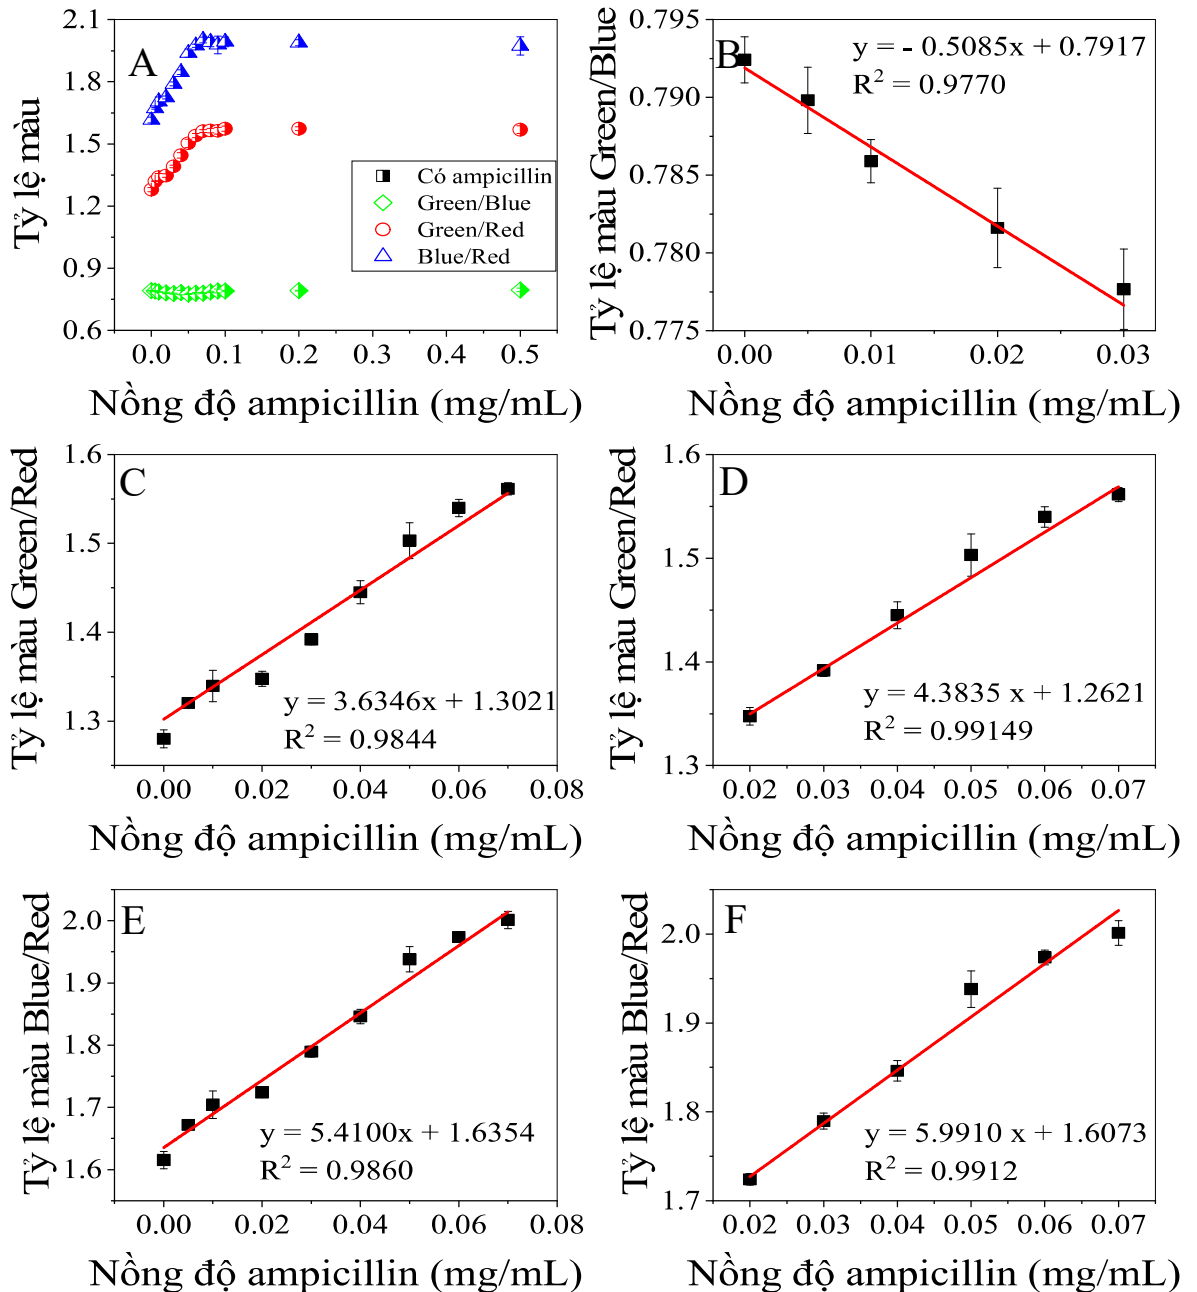 A
Tỷ lệ màu
2.1
1.8
1.5
1.2
0.9
0.6
Có ampicillin
Green/Blue
Green/Red
Blue/Red
0.0 0.1 0.2 0.3 0.4 0.5
Nồng độ ampicillin (mg/mL)
B
Tỷ lệ màu Green/Blue
0.795
0.790
0.785
0.780
0.775
y = - 0.5085x + 0.7917
R² = 0.9770
0.00 0.01 0.02 0.03
Nồng độ ampicillin (mg/mL)
C
Tỷ lệ màu Green/Red
1.6
1.5
1.4
1.3
y = 3.6346x + 1.3021
R² = 0.9844
0.00 0.02 0.04 0.06 0.08
Nồng độ ampicillin (mg/mL)
D
Tỷ lệ màu Green/Red
1.6
1.5
1.4
1.3
y = 4.3835 x + 1.2621
R² = 0.99149
0.02 0.03 0.04 0.05 0.06 0.07
Nồng độ ampicillin (mg/mL)
E
Tỷ lệ màu Blue/Red
2.0
1.9
1.8
1.7
1.6
y = 5.4100x + 1.6354
R² = 0.9860
0.00 0.02 0.04 0.06 0.08
Nồng độ ampicillin (mg/mL)
F
Tỷ lệ màu Blue/Red
2.0
1.9
1.8
1.7
y = 5.9910 x + 1.6073
R² = 0.9912
0.02 0.03 0.04 0.05 0.06 0.07
Nồng độ ampicillin (mg/mL)